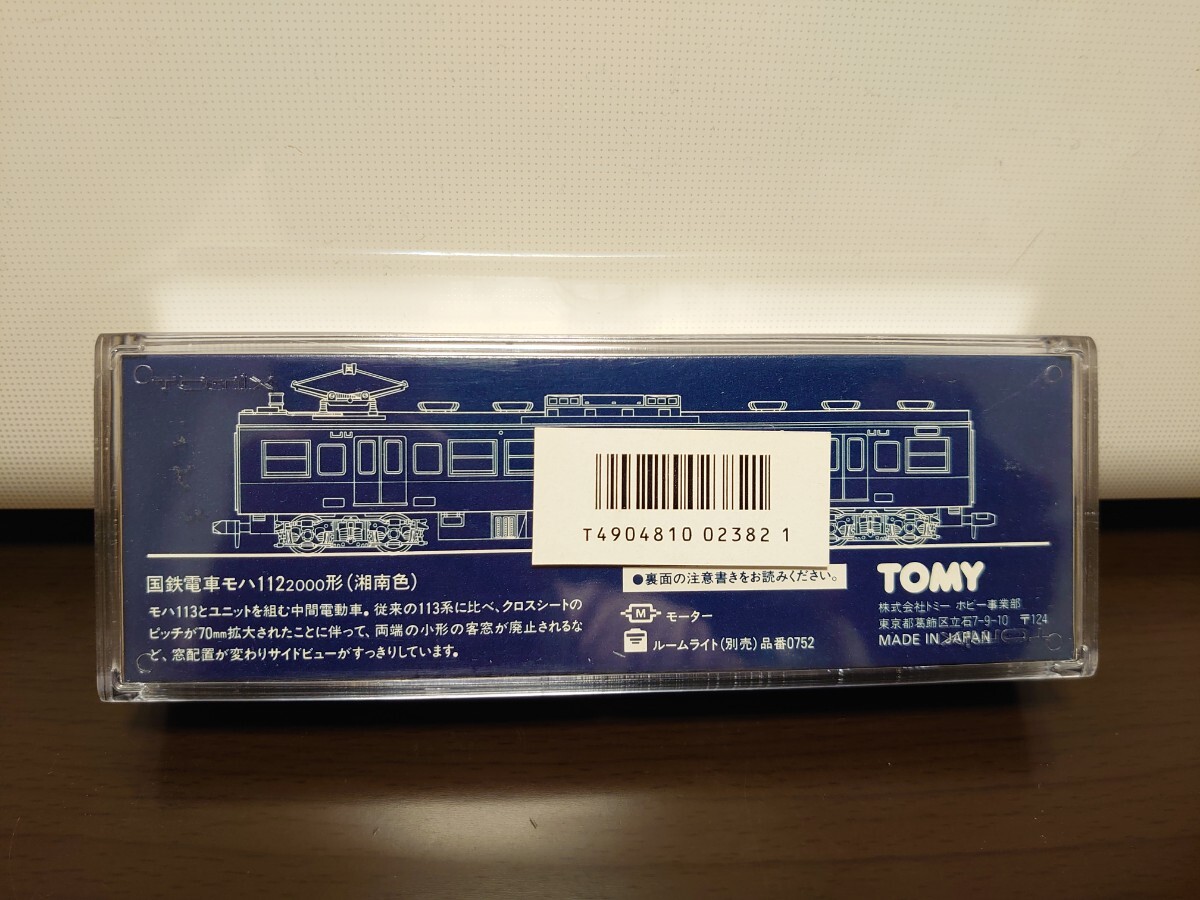 TOMIX
T4904810 02382 1
国鉄電車モハ112 2000形(湘南色)
モハ113とユニットを組む中間電動車。従来の113系に比べ、クロスシートの
ピッチが70mm拡大されたことに伴って、両端の小形の客窓が廃止されるな
ど、窓配置が変わりサイドビューがすっきりしています。
●裏面の注意書きをお読みください。
M モーター
ルームライト(別売)品番0752
TOMY
株式会社トミー ホビー事業部
東京都葛飾区立石7-9-10 〒124
MADE IN JAPAN